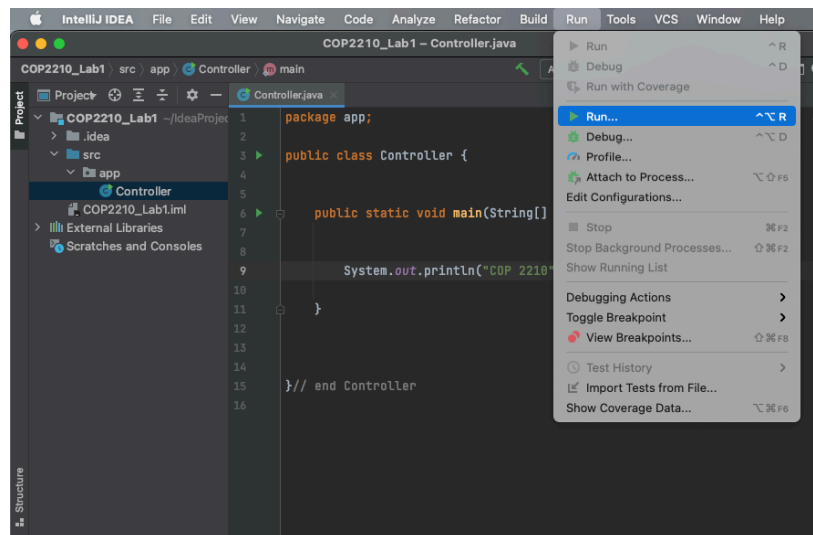 IntelliJ IDEA File Edit View Navigate Code Analyze Refactor Build Run Tools VCS Window Help
COP2210_Lab1 – Controller.java
COP2210_Lab1 src app Controller main
Project
Controller.java
COP2210_Lab1 ~/IdeaProjec
.idea
src
app
Controller
COP2210_Lab1.iml
External Libraries
Scratches and Consoles
Project
Structure
1 package app;
2
3 public class Controller {
4
5
6 public static void main(String[]
7
8
9 System.out.println("COP 2210"
10
11 }
12
13
14
15 }// end Controller
16
Run ^R
Debug ^D
Run with Coverage
Run... ^⌥R
Debug... ^⌥D
Profile...
Attach to Process... ⌥⇧F5
Edit Configurations...
Stop ⌘F2
Stop Background Processes... ⇧⌘F2
Show Running List
Debugging Actions
Toggle Breakpoint
View Breakpoints... ⇧⌘F8
Test History
Import Tests from File...
Show Coverage Data... ⌥⌘F6